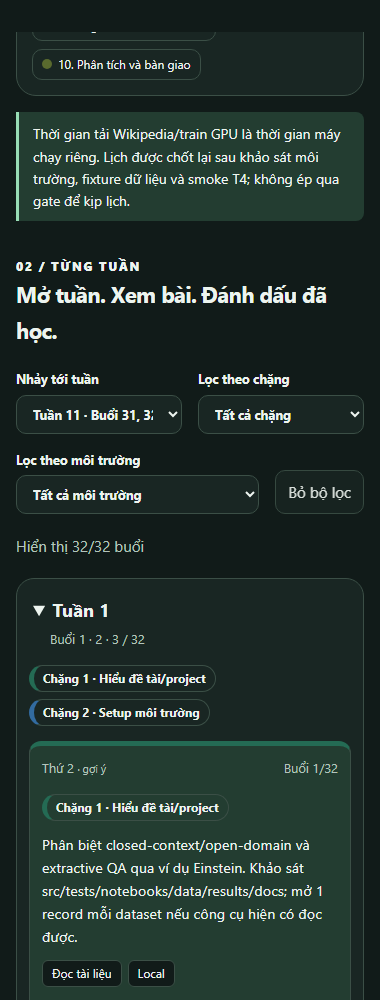 10. Phân tích và bàn giao
Thời gian tải Wikipedia/train GPU là thời gian máy
chạy riêng. Lịch được chốt lại sau khảo sát môi
trường, fixture dữ liệu và smoke T4; không ép qua
gate để kịp lịch.
02 / TỪNG TUẦN
Mở tuần. Xem bài. Đánh dấu đã
học.
Nhảy tới tuần
Lọc theo chặng
Tuần 11 · Buổi 31, 32
Tất cả chặng
Lọc theo môi trường
Tất cả môi trường
Bỏ bộ lọc
Hiển thị 32/32 buổi
▼ Tuần 1
Buổi 1 · 2 · 3 / 32
Chặng 1 · Hiểu đề tài/project
Chặng 2 · Setup môi trường
Thứ 2 · gợi ý
Buổi 1/32
Chặng 1 · Hiểu đề tài/project
Phân biệt closed-context/open-domain và
extractive QA qua ví dụ Einstein. Khảo sát
src/tests/notebooks/data/results/docs; mở 1
record mỗi dataset nếu công cụ hiện có đọc
được.
Đọc tài liệu
Local